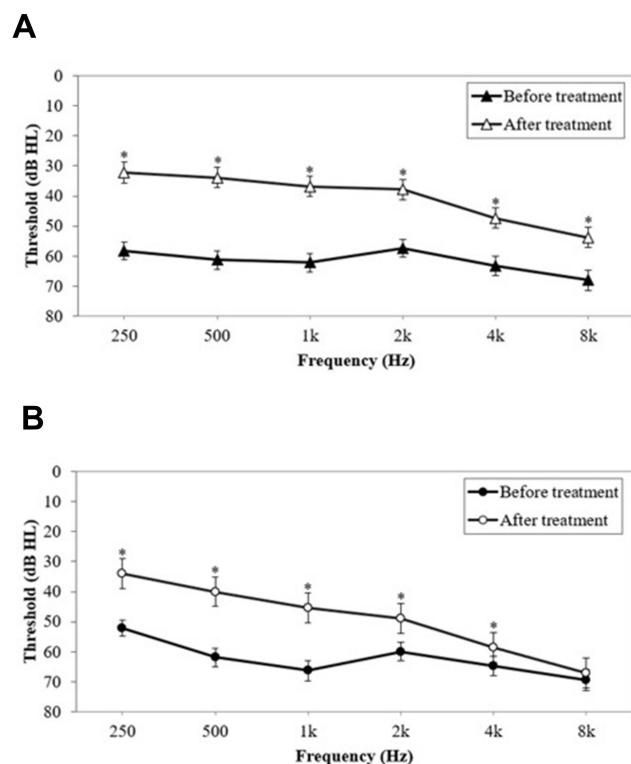 A
0
10
20
30
40
50
60
70
80
Threshold (dB HL)
Before treatment
After treatment
* * * * * *
250 500 1k 2k 4k 8k
Frequency (Hz)
B
0
10
20
30
40
50
60
70
80
Threshold (dB HL)
Before treatment
After treatment
* * * * *
250 500 1k 2k 4k 8k
Frequency (Hz)